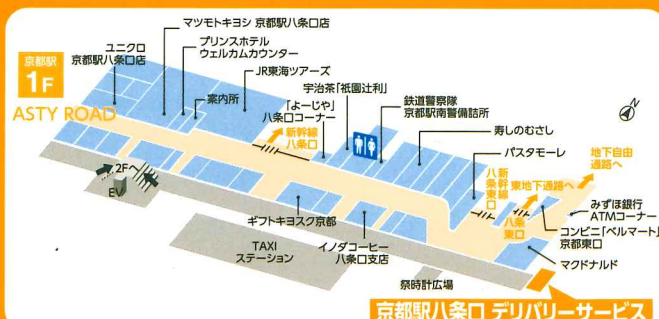 マツモトキヨシ 京都駅八条口店
プリンスホテル
ウェルカムカウンター
ユニクロ
京都駅八条口店
JR東海ツアーズ
京都駅
1F
ASTY ROAD
案内所
宇治茶「祇園辻利」
「よーじや」
八条口コーナー
新幹線
八条口
鉄道警察隊
京都駅南警備詰所
寿しのむさし
パスタモーレ
地下自由
通路へ
新幹線
八条東口
東地下通路へ
八条
東口
みずほ銀行
ATMコーナー
コンビニ「ベルマート」
京都東口
マクドナルド
2Fへ
EV
ギフトキヨスク京都
TAXI
ステーション
イノダコーヒー
八条口支店
祭時計広場
京都駅八条口 デリバリーサービス
N